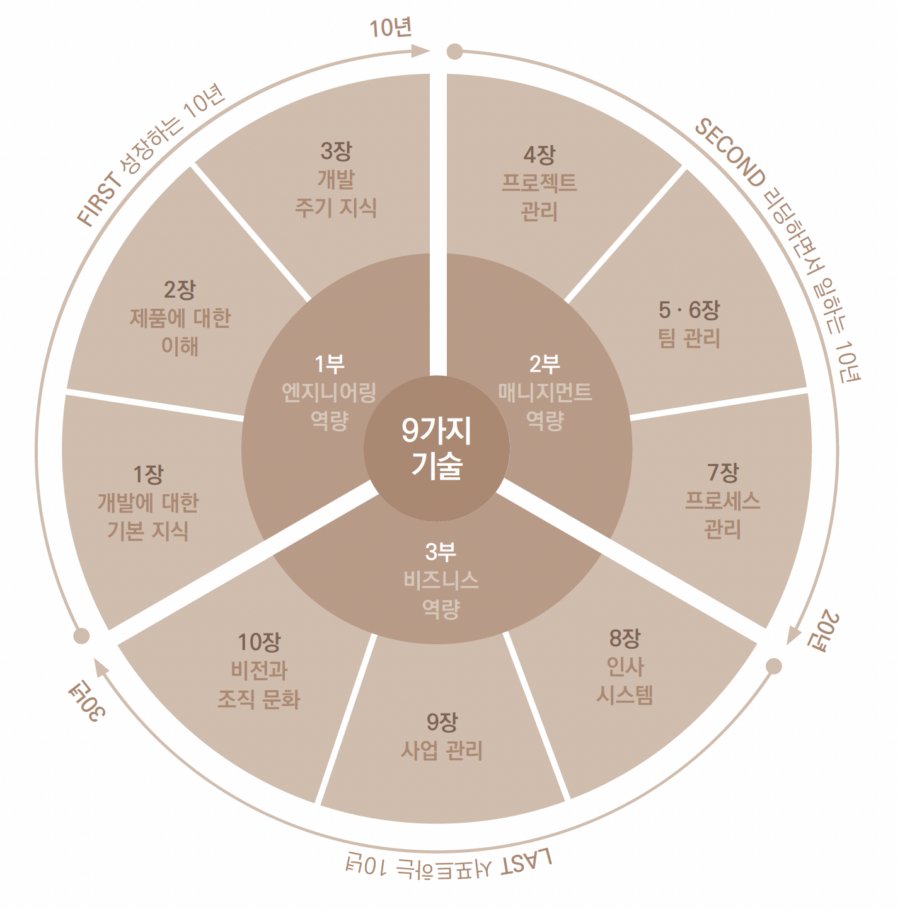 9가지
기술
FIRST 성장하는 10년
10년
1부
엔지니어링
역량
1장
개발에 대한
기본 지식
2장
제품에 대한
이해
3장
개발
주기 지식
SECOND 리딩하면서 일하는 10년
20년
2부
매니지먼트
역량
4장
프로젝트
관리
5 · 6장
팀 관리
7장
프로세스
관리
LAST 서포트하는 10년
30년
3부
비즈니스
역량
8장
인사
시스템
9장
사업 관리
10장
비전과
조직 문화